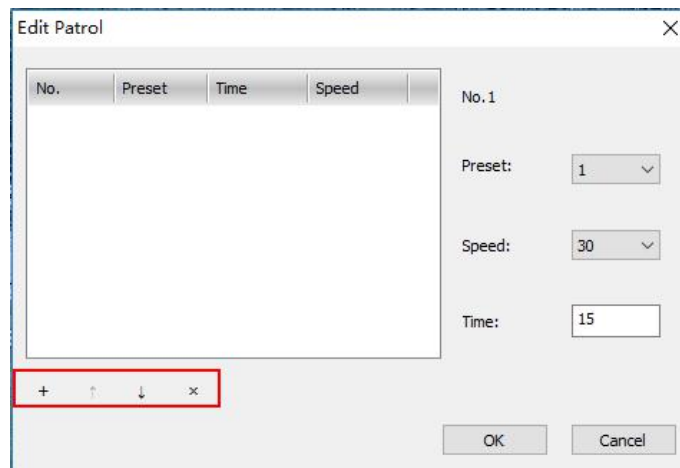 Edit Patrol
No. Preset Time Speed
No.1
Preset: 1
Speed: 30
Time: 15
+ ↑ ↓ ×
OK Cancel